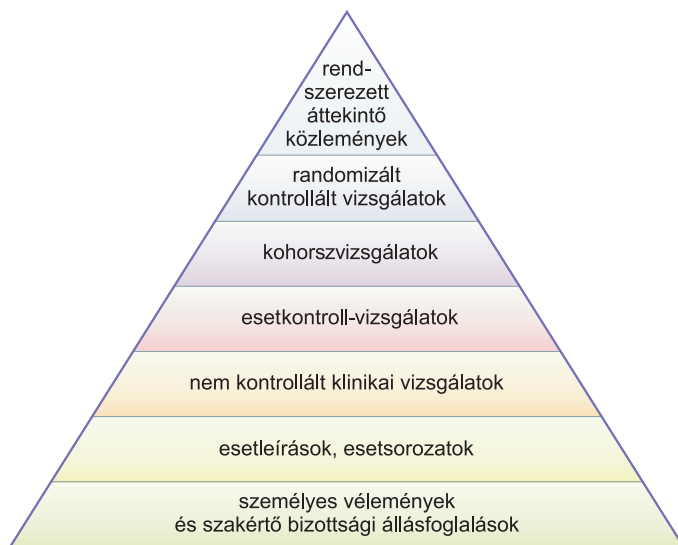 rend-
szerezett
áttekintő
közlemények
randomizált
kontrollált vizsgálatok
kohorszvizsgálatok
esetkontroll-vizsgálatok
nem kontrollált klinikai vizsgálatok
esetleírások, esetsorozatok
személyes vélemények
és szakértő bizottsági állásfoglalások